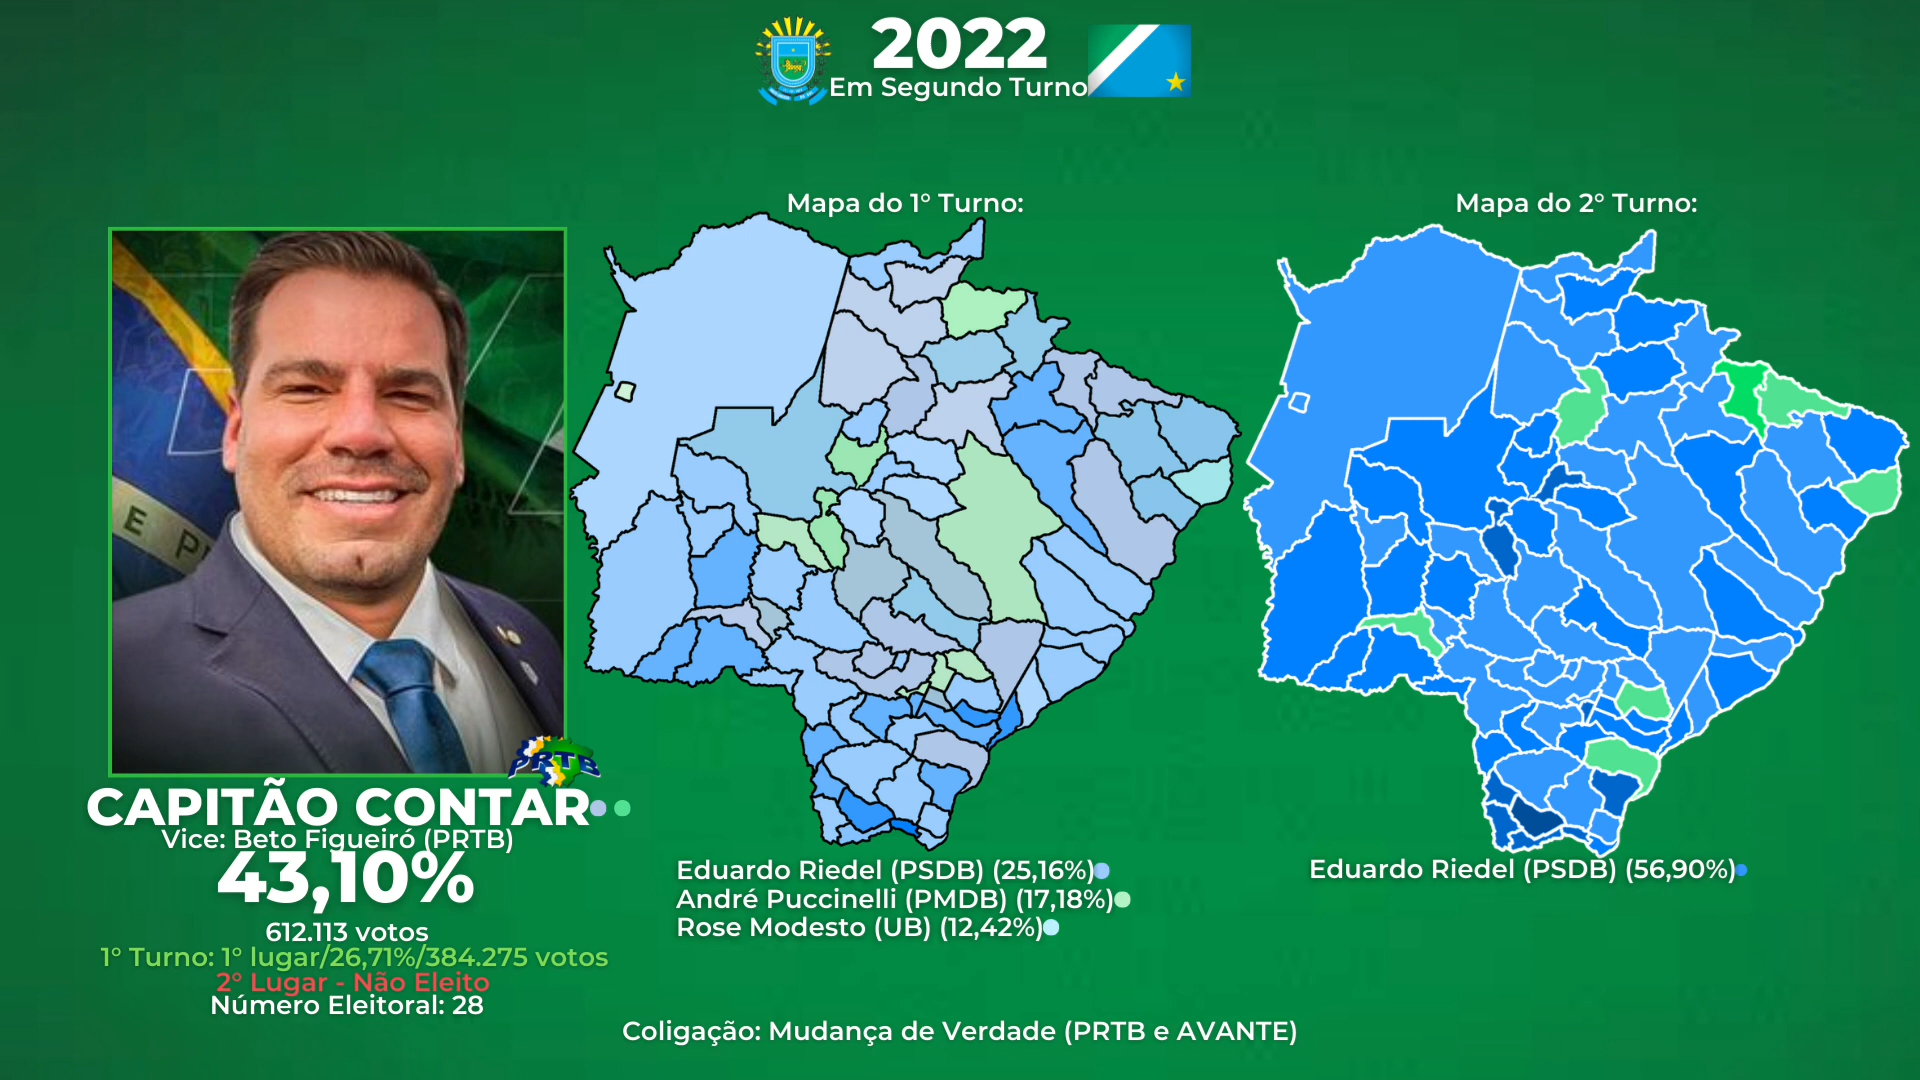 2022
Em Segundo Turno
Mapa do 1° Turno:
Mapa do 2° Turno:
E P
PRTB
CAPITÃO CONTAR
Vice: Beto Figueiró (PRTB)
43,10%
612.113 votos
1° Turno: 1° lugar/26,71%/384.275 votos
2° Lugar - Não Eleito
Número Eleitoral: 28
Eduardo Riedel (PSDB) (25,16%)
André Puccinelli (PMDB) (17,18%)
Rose Modesto (UB) (12,42%)
Eduardo Riedel (PSDB) (56,90%)
Coligação: Mudança de Verdade (PRTB e AVANTE)